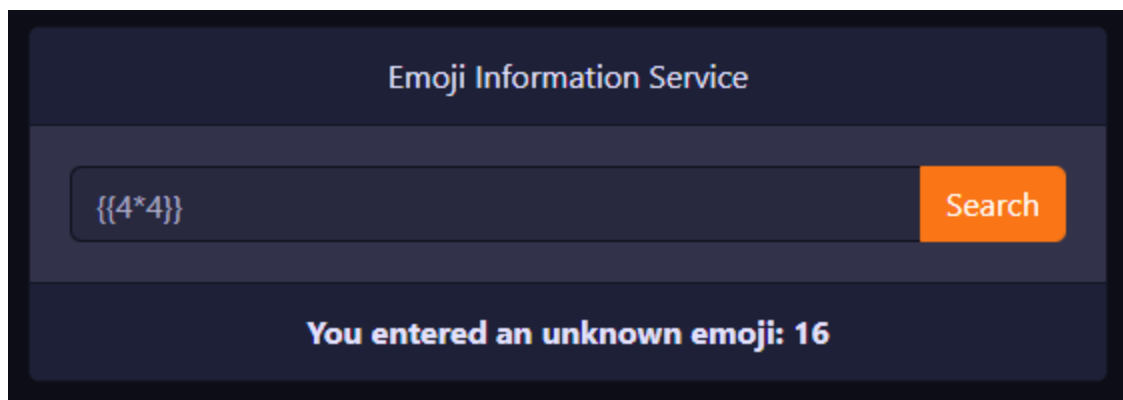 Emoji Information Service
{{4*4}}
Search
You entered an unknown emoji: 16